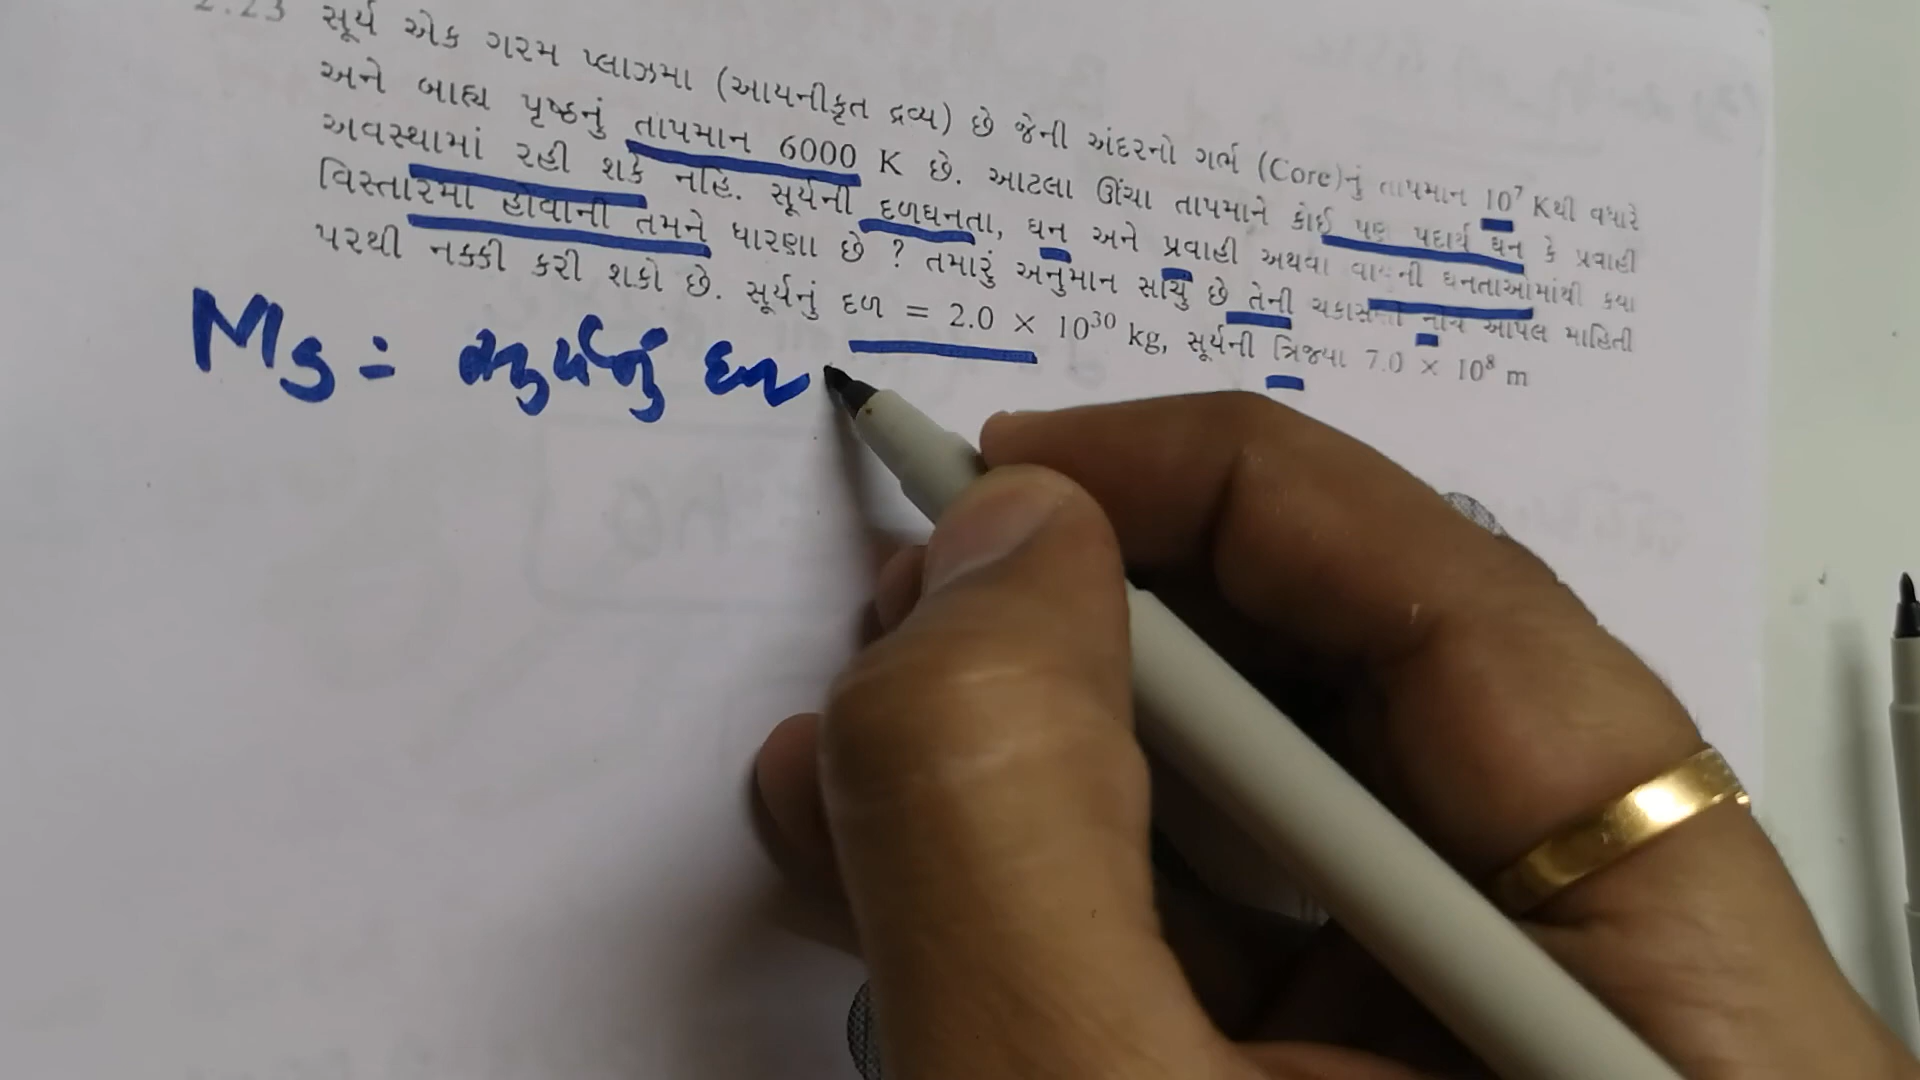 2.23 સૂર્ય એક ગરમ પ્લાઝમા (આયનીકૃત દ્રવ્ય) છે જેની અંદરનો ગર્ભ (Core)નું તાપમાન 10⁷ Kથી વધારે
અને બાહ્ય પૃષ્ઠનું તાપમાન 6000 K છે. આટલા ઊંચા તાપમાને કોઈ પણ પદાર્થ ઘન કે પ્રવાહી
અવસ્થામાં રહી શકે નહિ. સૂર્યની દળઘનતા, ઘન અને પ્રવાહી અથવા વાયુની ઘનતાઓમાંથી કયા
વિસ્તારમાં હોવાની તમને ધારણા છે ? તમારું અનુમાન સાચું છે તેની ચકાસણી નીચે આપેલ માહિતી
પરથી નક્કી કરી શકો છે. સૂર્યનું દળ = 2.0 × 10³⁰ kg, સૂર્યની ત્રિજ્યા 7.0 × 10⁸ m
Ms =